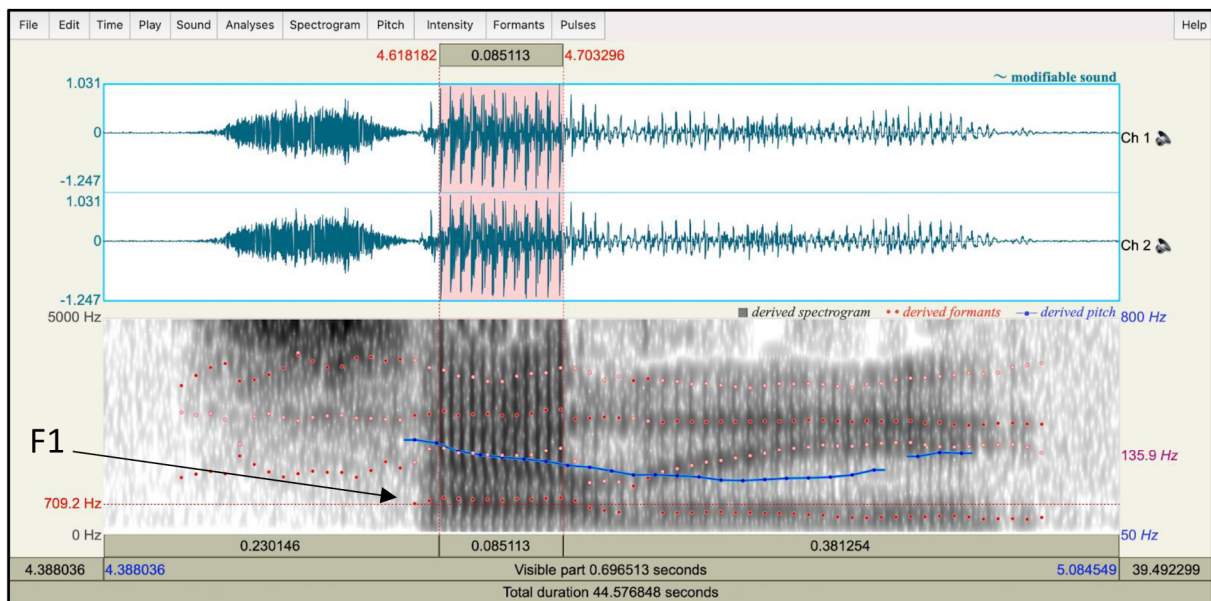 File Edit Time Play Sound Analyses Spectrogram Pitch Intensity Formants Pulses Help
4.618182 0.085113 4.703296
~ modifiable sound
1.031
0
-1.247
Ch 1
1.031
0
-1.247
Ch 2
5000 Hz derived spectrogram derived formants derived pitch 800 Hz
F1
135.9 Hz
709.2 Hz
0 Hz 50 Hz
0.230146 0.085113 0.381254
4.388036 4.388036 Visible part 0.696513 seconds 5.084549 39.492299
Total duration 44.576848 seconds